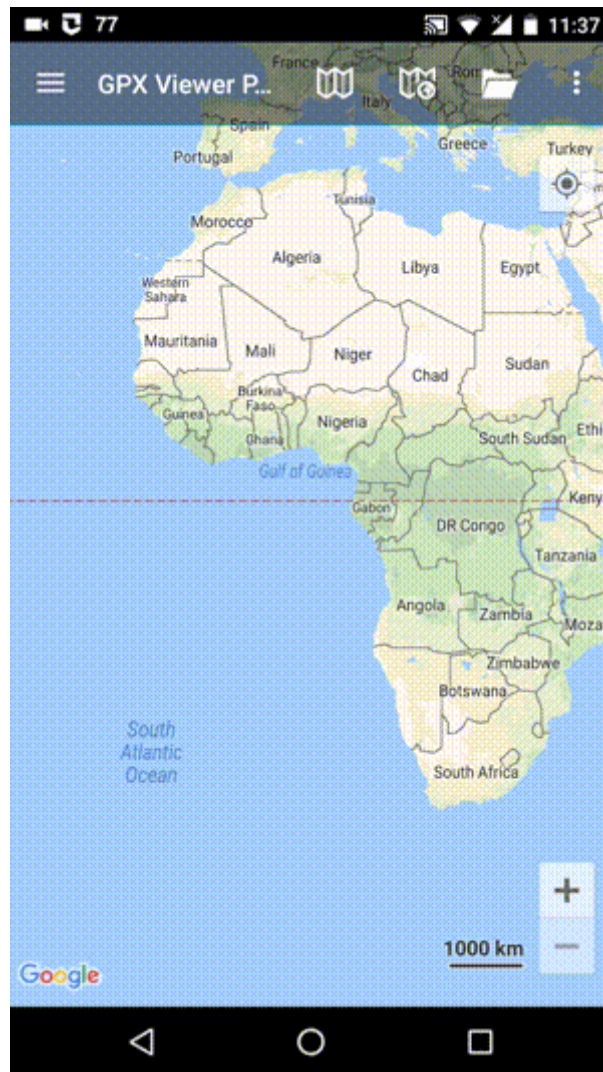 77
11:37
GPX Viewer P...
France
Rom
Italy
Spain
Greece
Turkey
Portugal
Tunisia
Morocco
Algeria
Libya
Egypt
Western
Sahara
Mauritania
Mali
Niger
Chad
Sudan
Burkina
Faso
Guinea
Nigeria
Ghana
South Sudan
Ethi
Gulf of Guinea
Gabon
Keny
DR Congo
Tanzania
Angola
Zambia
Moza
Zimbabwe
Botswana
South
Atlantic
Ocean
South Africa
+
1000 km
−
Google